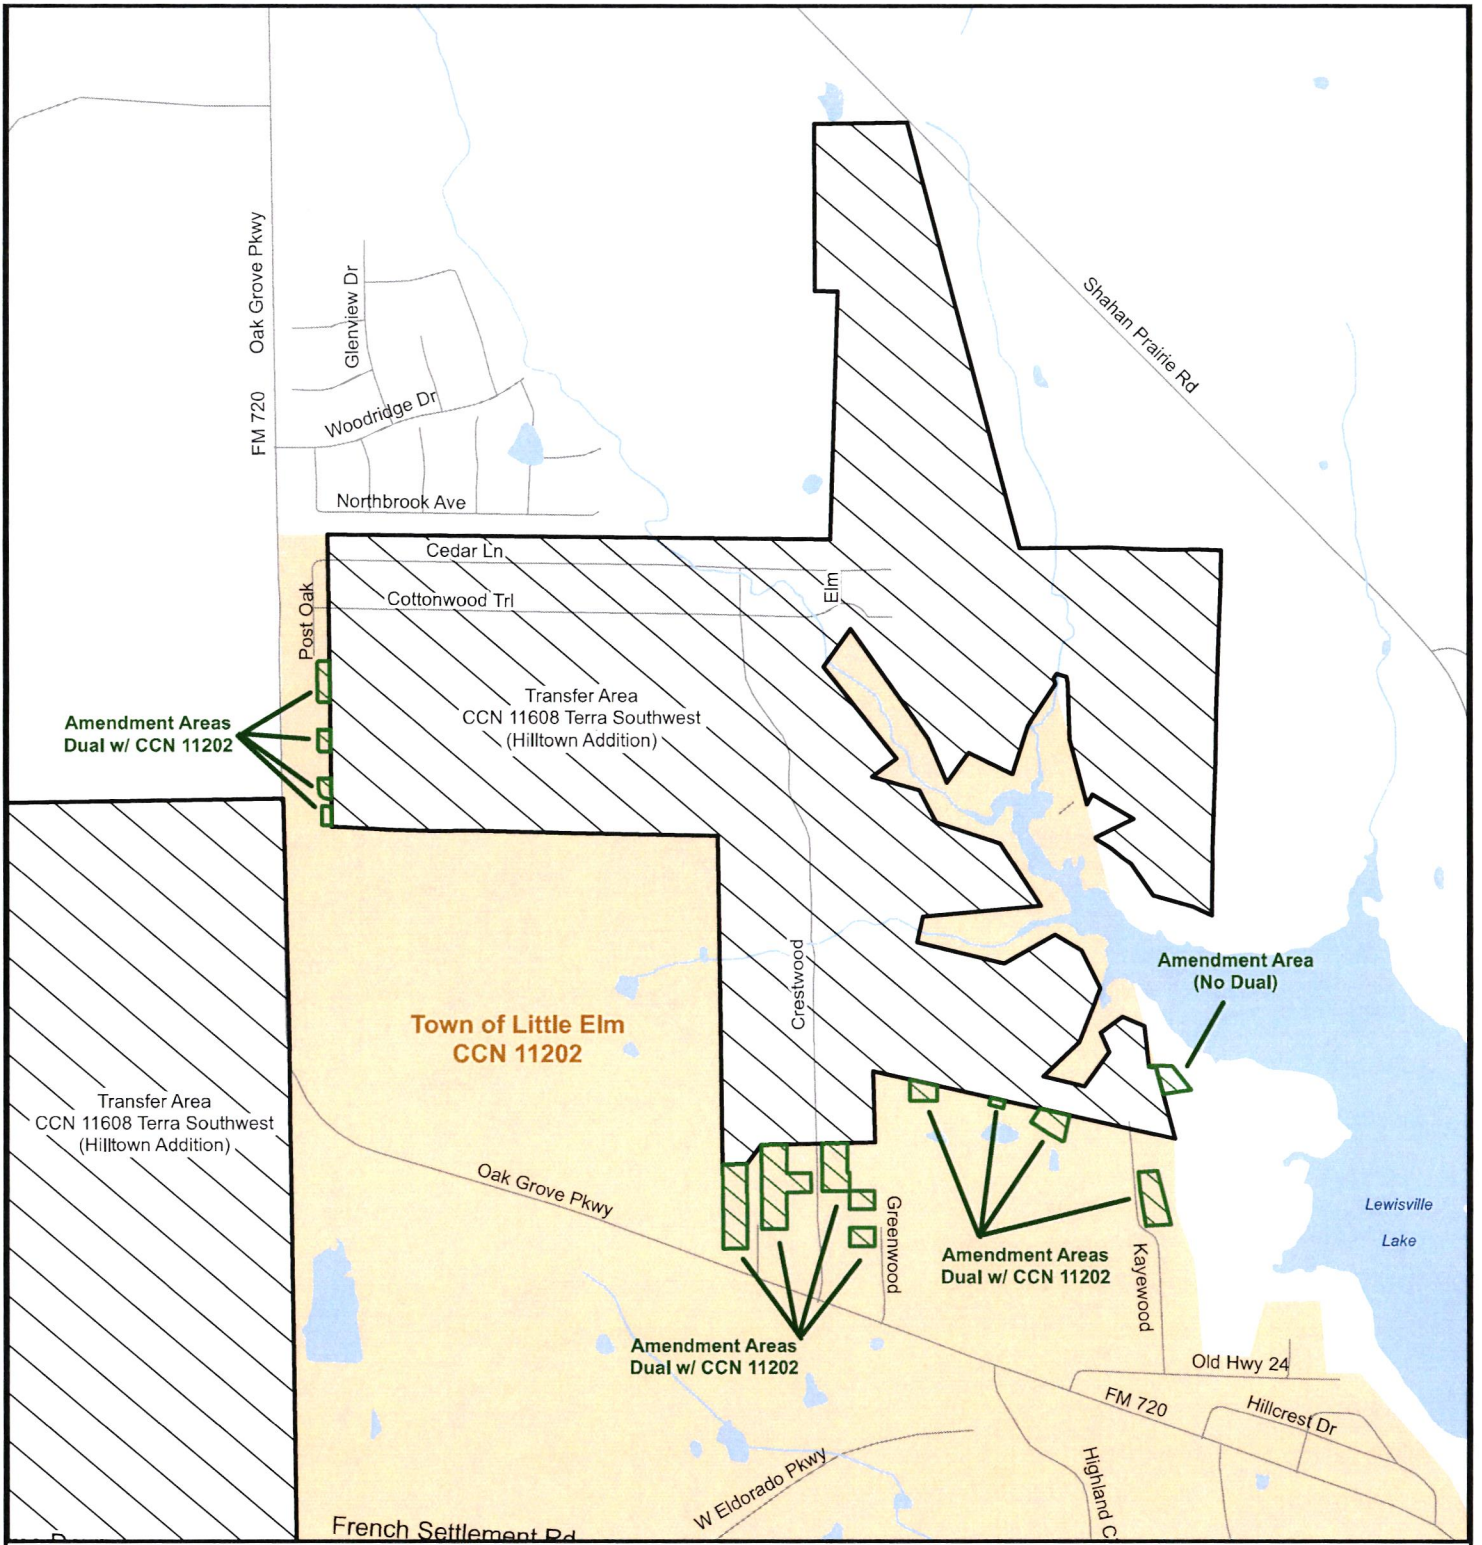 Oak Grove Pkwy
FM 720
Glenview Dr
Woodridge Dr
Northbrook Ave
Shahan Prairie Rd
Cedar Ln
Cottonwood Trl
Elm
Post Oak
Transfer Area
CCN 11608 Terra Southwest
(Hilltown Addition)
Amendment Areas
Dual w/ CCN 11202
Crestwood
Amendment Area
(No Dual)
Town of Little Elm
CCN 11202
Transfer Area
CCN 11608 Terra Southwest
(Hilltown Addition)
Oak Grove Pkwy
Greenwood
Amendment Areas
Dual w/ CCN 11202
Kayewood
Lewisville
Lake
Amendment Areas
Dual w/ CCN 11202
Old Hwy 24
FM 720
Hillcrest Dr
W Eldorado Pkwy
Highland C
French Settlement Rd